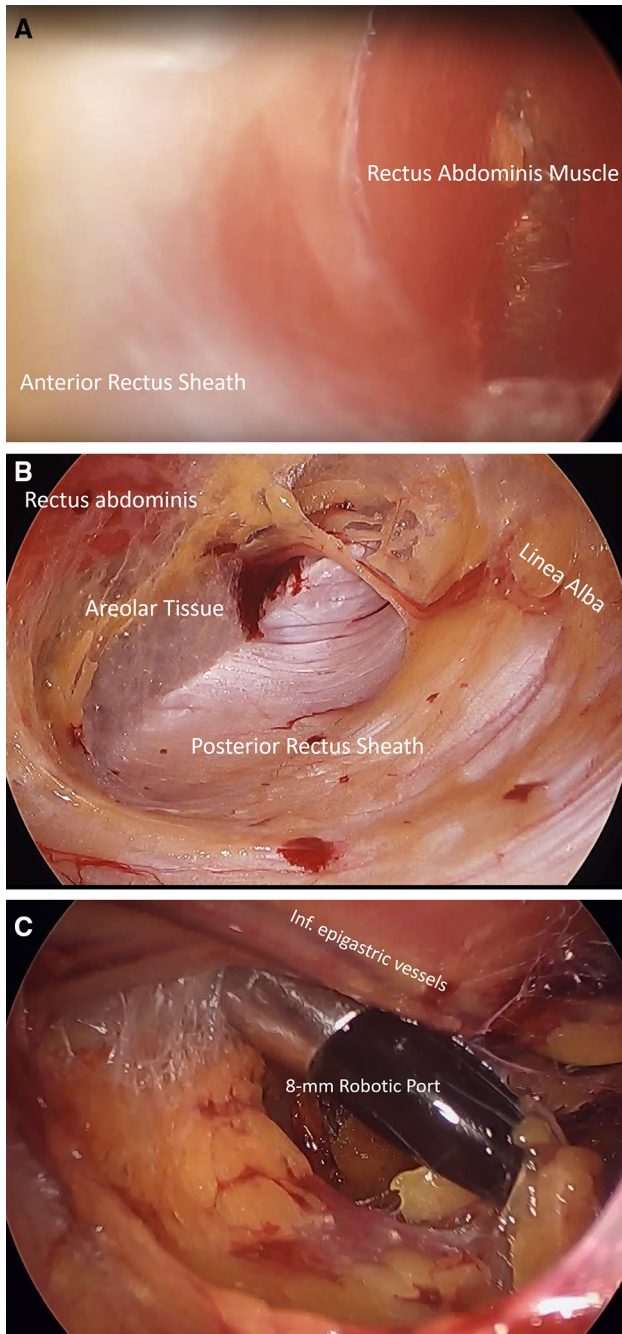 A
Rectus Abdominis Muscle
Anterior Rectus Sheath
B
Rectus abdominis
Linea Alba
Areolar Tissue
Posterior Rectus Sheath
C
Inf. epigastric vessels
8-mm Robotic Port